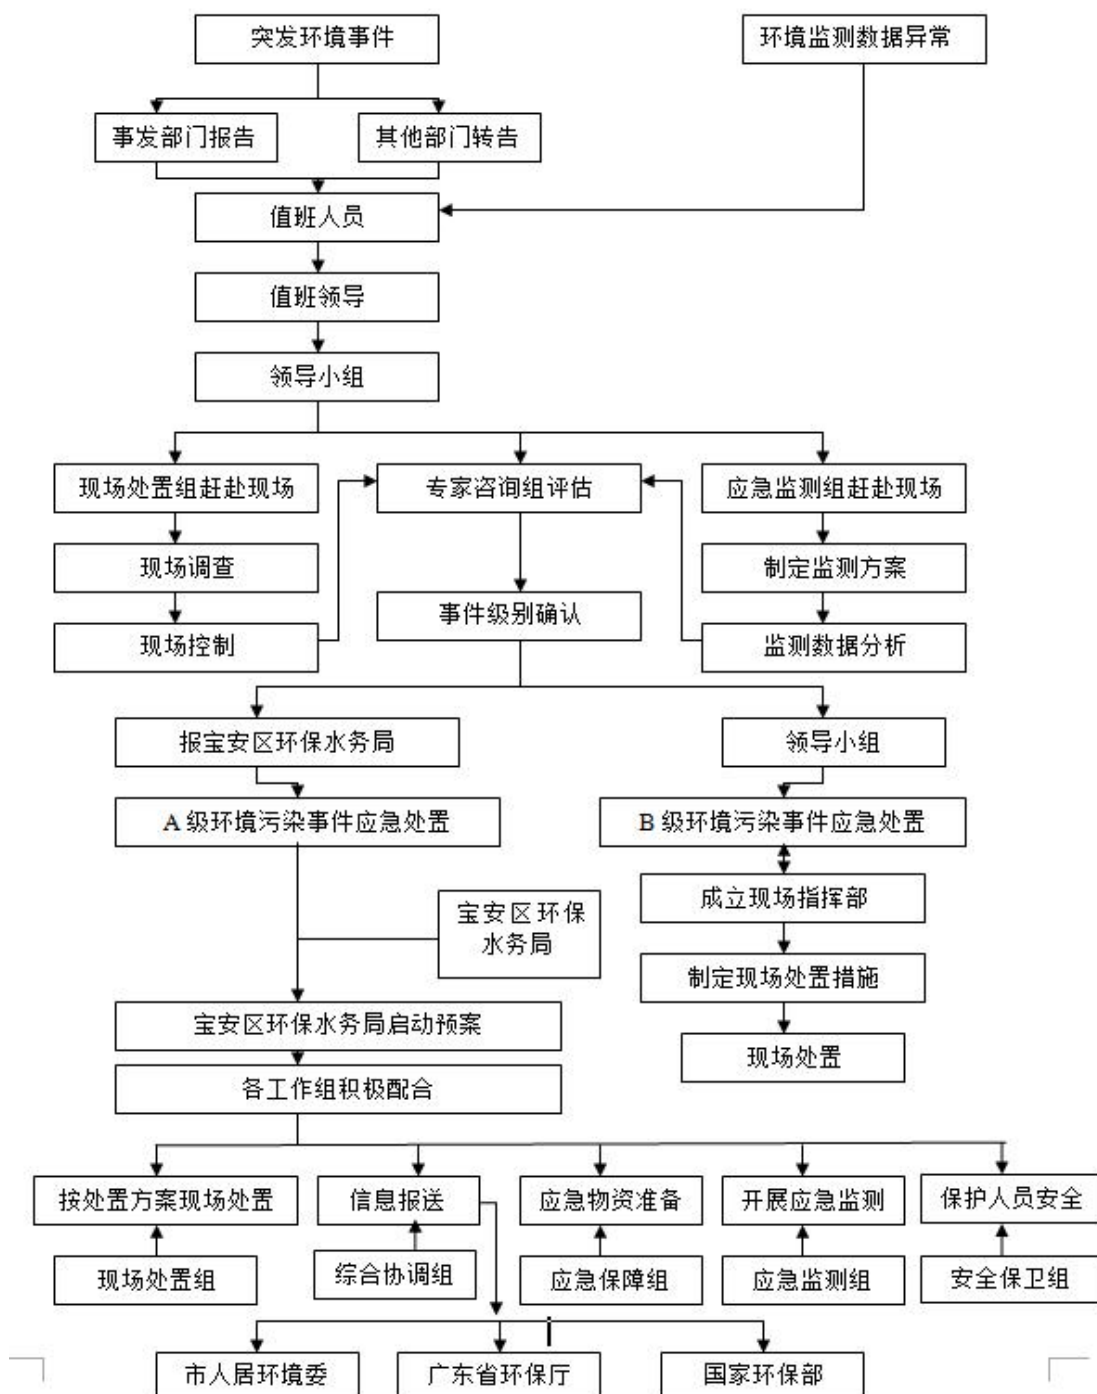 突发环境事件
环境监测数据异常
事发部门报告
其他部门转告
值班人员
值班领导
领导小组
现场处置组赶赴现场
专家咨询组评估
应急监测组赶赴现场
现场调查
制定监测方案
事件级别确认
现场控制
监测数据分析
报宝安区环保水务局
领导小组
A 级环境污染事件应急处置
B 级环境污染事件应急处置
成立现场指挥部
宝安区环保
水务局
制定现场处置措施
宝安区环保水务局启动预案
现场处置
各工作组积极配合
按处置方案现场处置
信息报送
应急物资准备
开展应急监测
保护人员安全
现场处置组
综合协调组
应急保障组
应急监测组
安全保卫组
市人居环境委
广东省环保厅
国家环保部